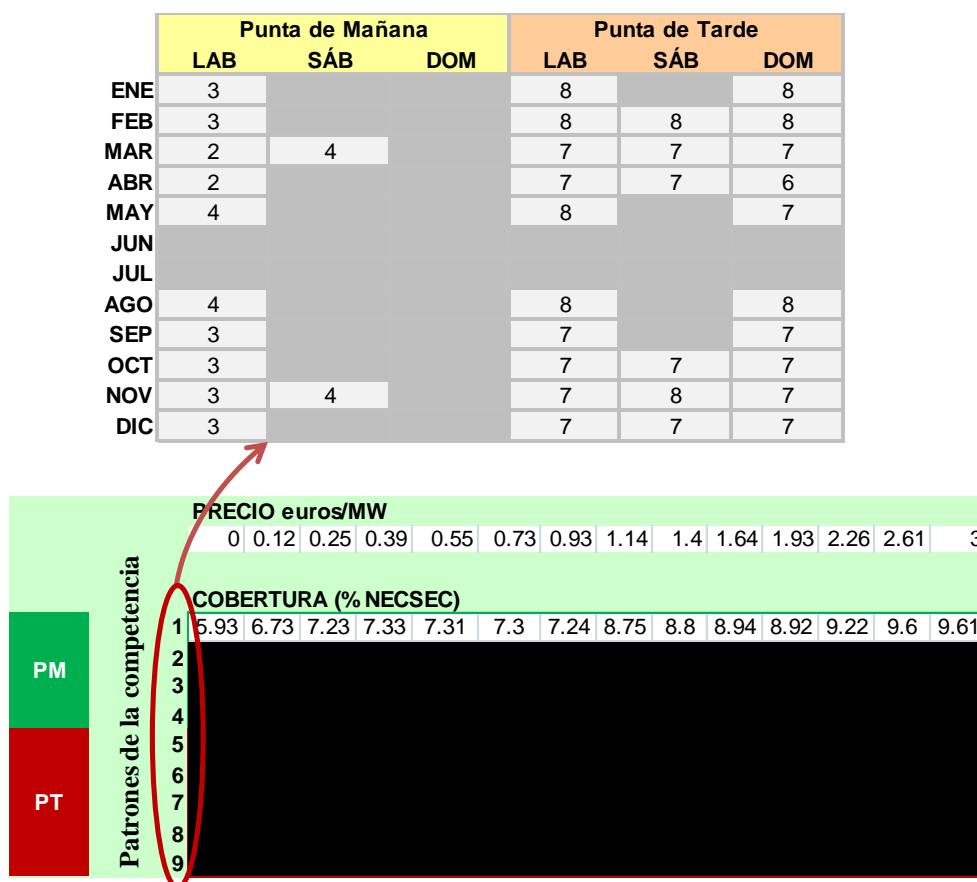 Punta de Mañana Punta de Tarde
LAB SÁB DOM LAB SÁB DOM
ENE 3 8 8
FEB 3 8 8 8
MAR 2 4 7 7 7
ABR 2 7 7 6
MAY 4 8 7
JUN
JUL
AGO 4 8 8
SEP 3 7 7
OCT 3 7 7 7
NOV 3 4 7 8 7
DIC 3 7 7 7
PRECIO euros/MW
0 0.12 0.25 0.39 0.55 0.73 0.93 1.14 1.4 1.64 1.93 2.26 2.61 3
COBERTURA (% NECSEC)
1 5.93 6.73 7.23 7.33 7.31 7.3 7.24 8.75 8.8 8.94 8.92 9.22 9.6 9.61
2
3
4
5
6
7
8
9
PM
PT
Patrones de la competencia